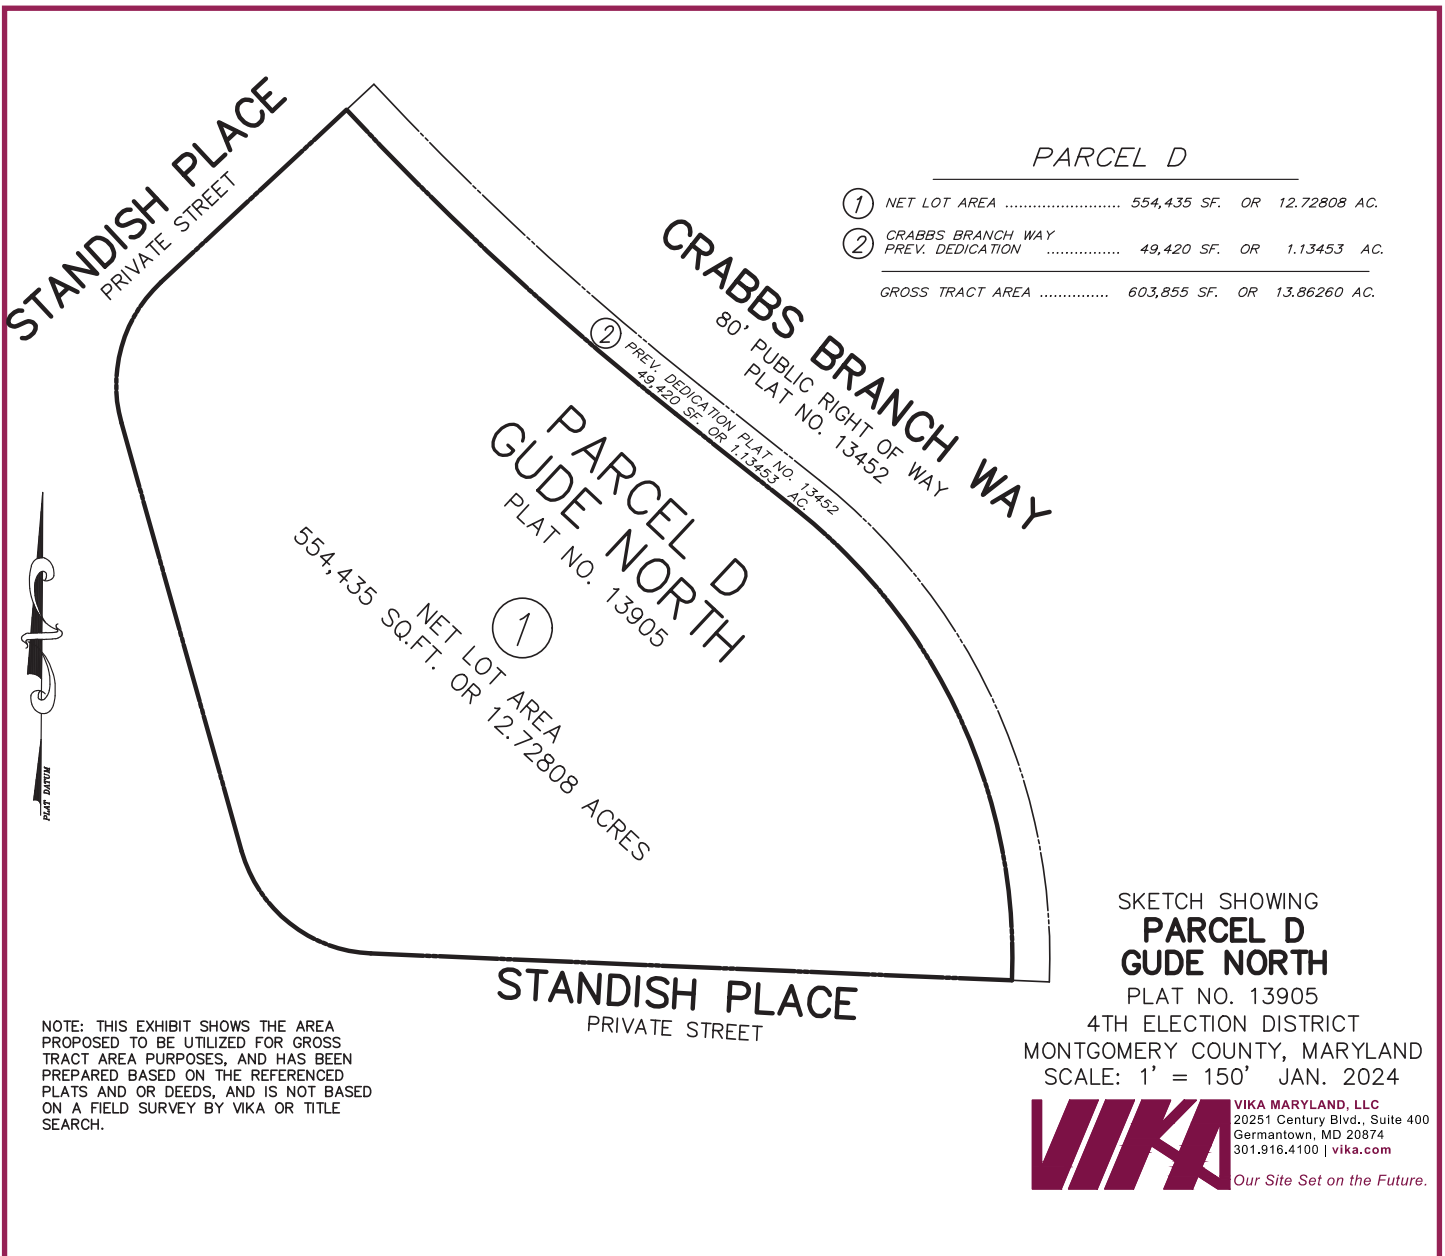 STANDISH PLACE
PRIVATE STREET
PARCEL D
1 NET LOT AREA ....................... 554,435 SF. OR 12.72808 AC.
2 CRABBS BRANCH WAY
PREV. DEDICATION ............... 49,420 SF. OR 1.13453 AC.
GROSS TRACT AREA .............. 603,855 SF. OR 13.86260 AC.
CRABBS BRANCH WAY
80' PUBLIC RIGHT OF WAY
PLAT NO. 13452
2 PREV. DEDICATION PLAT NO. 13452
49,420 SF. OR 1.13453 AC.
PARCEL D
GUDE NORTH
PLAT NO. 13905
1
NET LOT AREA
554,435 SQ.FT. OR 12.72808 ACRES
PLAT DATUM
STANDISH PLACE
PRIVATE STREET
NOTE: THIS EXHIBIT SHOWS THE AREA
PROPOSED TO BE UTILIZED FOR GROSS
TRACT AREA PURPOSES, AND HAS BEEN
PREPARED BASED ON THE REFERENCED
PLATS AND OR DEEDS, AND IS NOT BASED
ON A FIELD SURVEY BY VIKA OR TITLE
SEARCH.
SKETCH SHOWING
PARCEL D
GUDE NORTH
PLAT NO. 13905
4TH ELECTION DISTRICT
MONTGOMERY COUNTY, MARYLAND
SCALE: 1' = 150' JAN. 2024
VIKA
VIKA MARYLAND, LLC
20251 Century Blvd., Suite 400
Germantown, MD 20874
301.916.4100 | vika.com
Our Site Set on the Future.